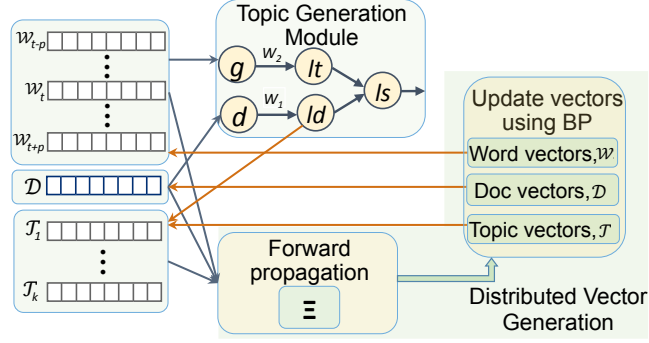 𝒲t-p
𝒲t
𝒲t+p
𝒟
𝒯1
𝒯k
Topic Generation
Module
g
W2
lt
ls
d
W1
ld
Update vectors
using BP
Word vectors,𝒲
Doc vectors,𝒟
Topic vectors,𝒯
Forward
propagation
Ξ
Distributed Vector
Generation